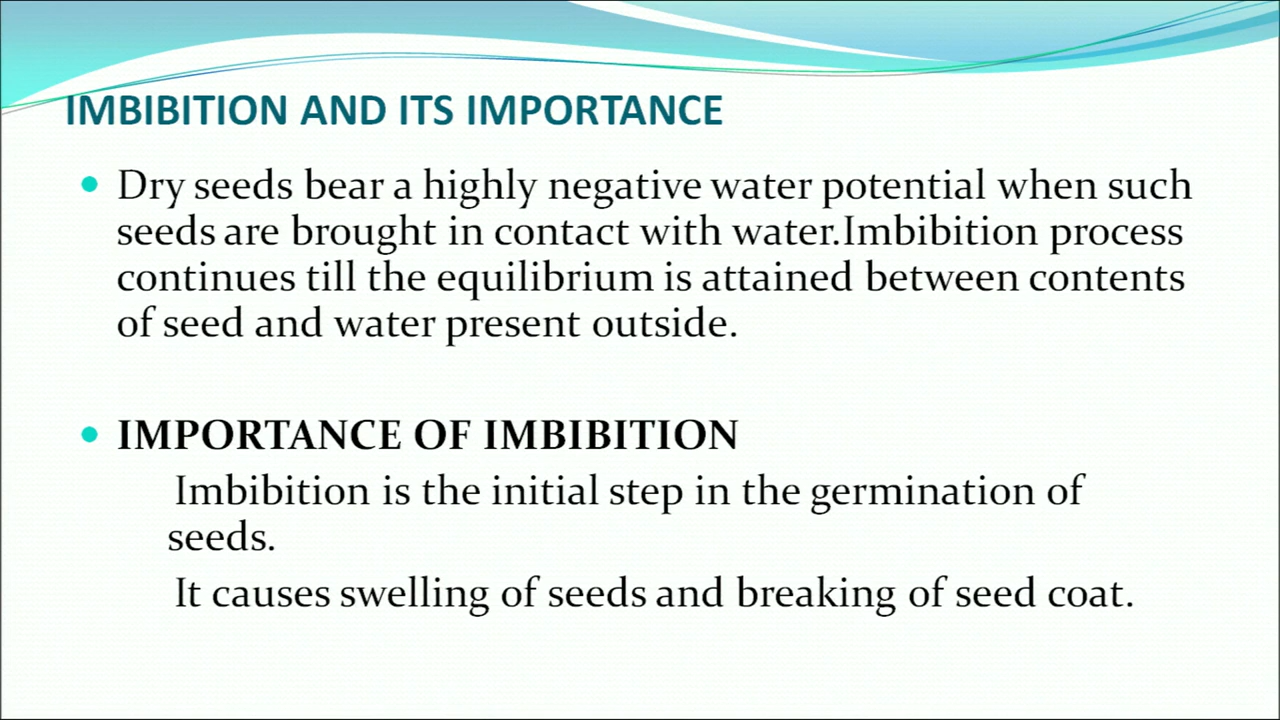 IMBIBITION AND ITS IMPORTANCE
Dry seeds bear a highly negative water potential when such
seeds are brought in contact with water.Imbibition process
continues till the equilibrium is attained between contents
of seed and water present outside.
IMPORTANCE OF IMBIBITION
Imbibition is the initial step in the germination of
seeds.
It causes swelling of seeds and breaking of seed coat.